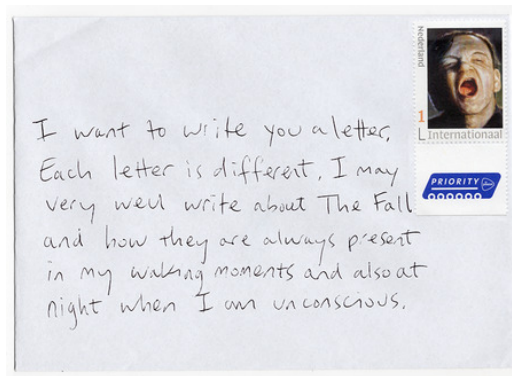 Nederland
1
L Internationaal
PRIORITY
I want to write you a letter.
Each letter is different, I may
very well write about The Fall
and how they are always present
in my waking moments and also at
night when I am unconscious.